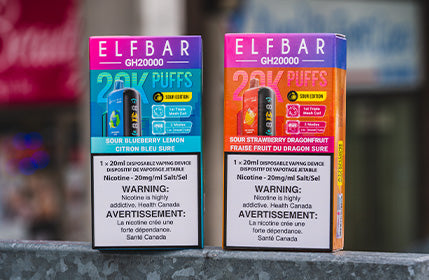 ELFBAR
GH20000
20K PUFFS
SOUR EDITION
SOUR BLUEBERRY LEMON
CITRON BLEU SURE
1 × 20ml DISPOSABLE VAPING DEVICE
DISPOSITIF DE VAPOTAGE JETABLE
Nicotine - 20mg/ml Salt/Sel
WARNING:
Nicotine is highly
addictive. Health Canada
AVERTISSEMENT:
La nicotine crée une
forte dépendance.
Santé Canada
ELFBAR
GH20000
20K PUFFS
SOUR EDITION
SOUR STRAWBERRY DRAGONFRUIT
FRAISE FRUIT DU DRAGON SURE
1 × 20ml DISPOSABLE VAPING DEVICE
DISPOSITIF DE VAPOTAGE JETABLE
Nicotine - 20mg/ml Salt/Sel
WARNING:
Nicotine is highly
addictive. Health Canada
AVERTISSEMENT:
La nicotine crée une
forte dépendance.
Santé Canada